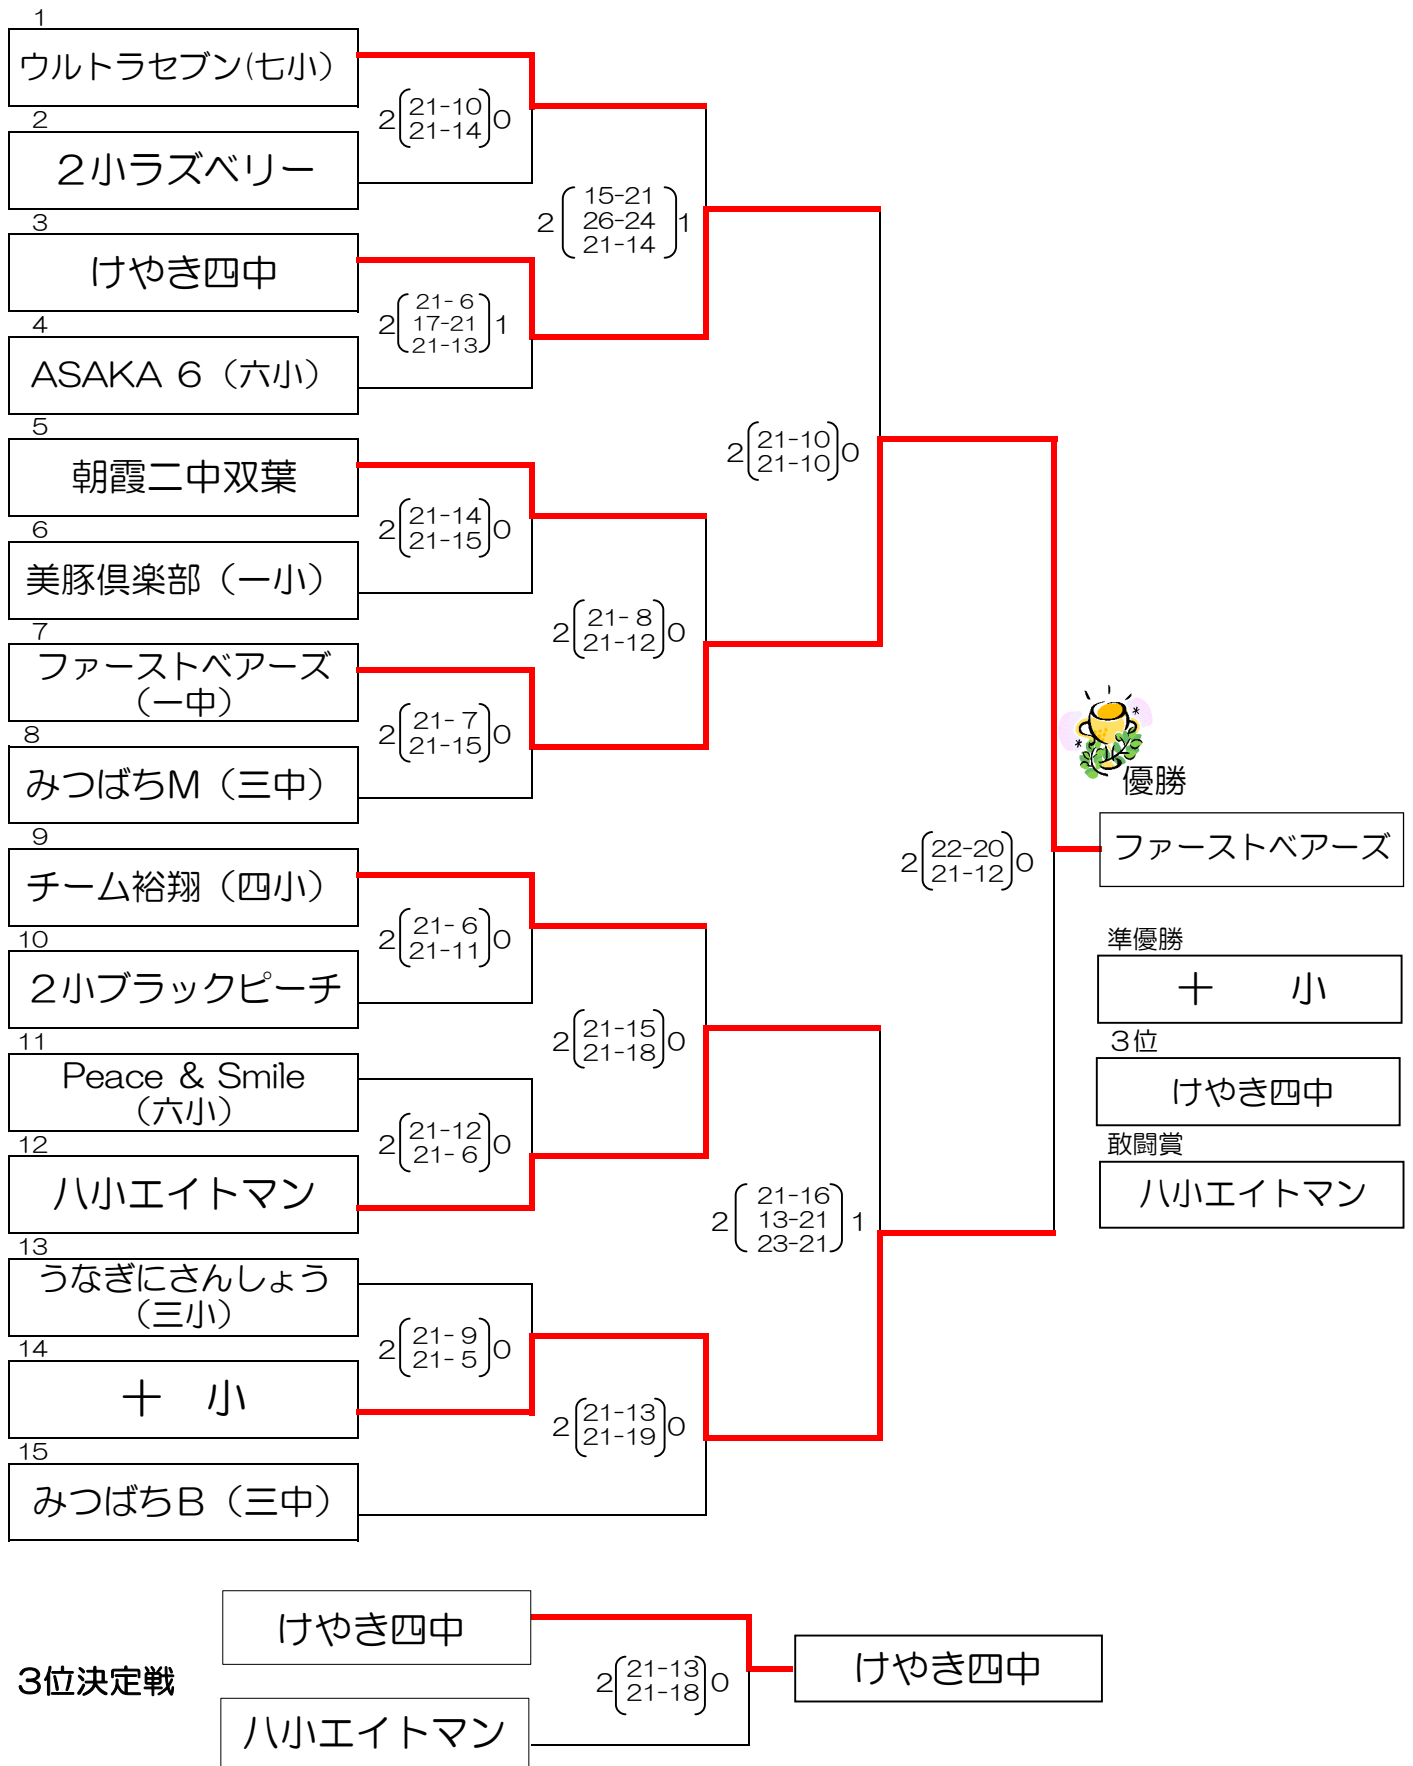 1
ウルトラセブン(七小)
2
２小ラズベリー
3
けやき四中
4
ASAKA 6（六小）
5
朝霞二中双葉
6
美豚倶楽部（一小）
7
ファーストベアーズ
（一中）
8
みつばちM（三中）
9
チーム裕翔（四小）
10
２小ブラックピーチ
11
Peace & Smile
（六小）
12
八小エイトマン
13
うなぎにさんしょう
（三小）
14
十　小
15
みつばちB（三中）
2 21-10 0
21-14
2 21- 6 1
17-21
21-13
2 21-14 0
21-15
2 21- 7 0
21-15
2 21- 6 0
21-11
2 21-12 0
21- 6
2 21- 9 0
21- 5
2 15-21 1
26-24
21-14
2 21- 8 0
21-12
2 21-15 0
21-18
2 21-13 0
21-19
2 21-10 0
21-10
2 21-16 1
13-21
23-21
2 22-20 0
21-12
優勝
ファーストベアーズ
準優勝
十　小
３位
けやき四中
敢闘賞
八小エイトマン
3位決定戦
けやき四中
八小エイトマン
2 21-13 0
21-18
けやき四中